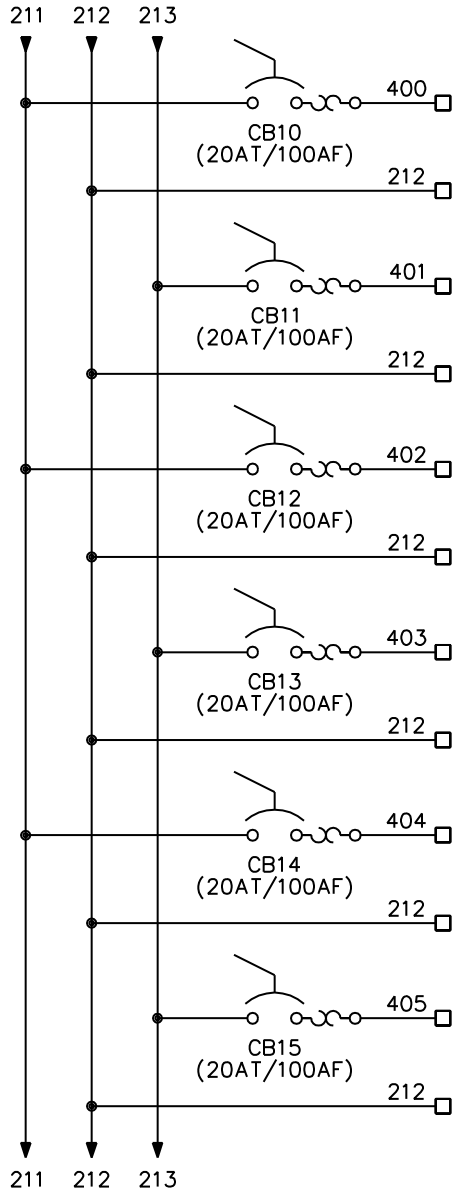 211 212 213
400
CB10
(20AT/100AF)
212
401
CB11
(20AT/100AF)
212
402
CB12
(20AT/100AF)
212
403
CB13
(20AT/100AF)
212
404
CB14
(20AT/100AF)
212
405
CB15
(20AT/100AF)
212
211 212 213